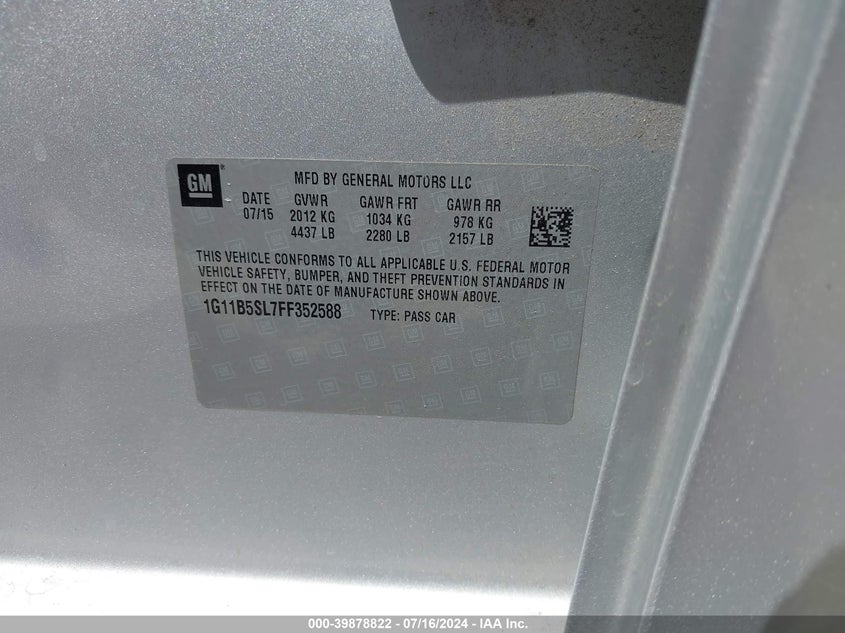 GM
MFD BY GENERAL MOTORS LLC
DATE GVWR GAWR FRT GAWR RR
07/15 2012 KG 1034 KG 978 KG
4437 LB 2280 LB 2157 LB
THIS VEHICLE CONFORMS TO ALL APPLICABLE U.S. FEDERAL MOTOR
VEHICLE SAFETY, BUMPER, AND THEFT PREVENTION STANDARDS IN
EFFECT ON THE DATE OF MANUFACTURE SHOWN ABOVE.
1G11B5SL7FF352588 TYPE: PASS CAR
000-39878822 - 07/16/2024 - IAA Inc.